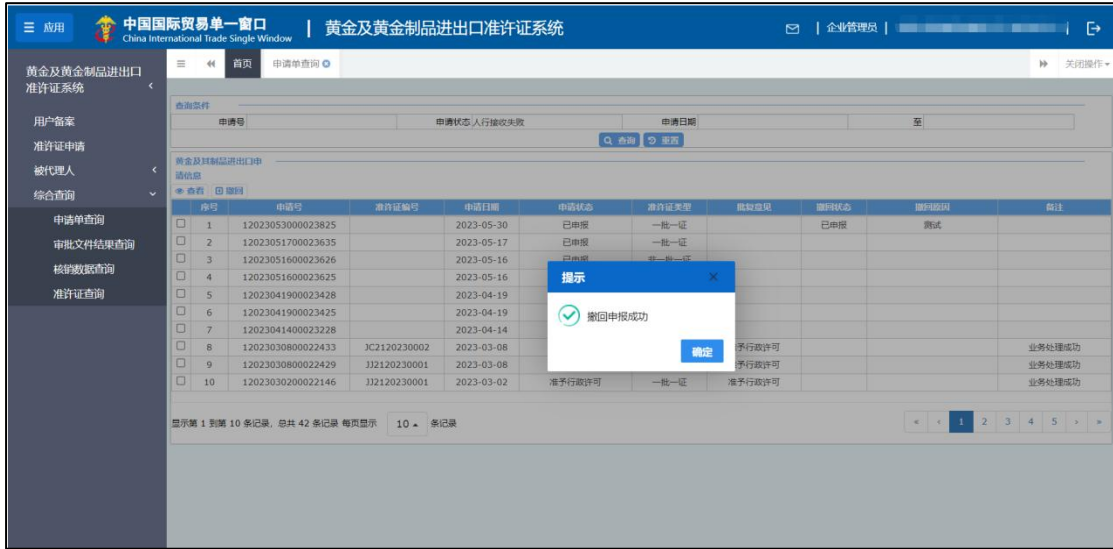 应用
中国国际贸易单一窗口
China International Trade Single Window
黄金及黄金制品进出口准许证系统
企业管理员
黄金及黄金制品进出口
准许证系统
用户备案
准许证申请
被代理人
综合查询
申请单查询
审批文件结果查询
核销数据查询
准许证查询
首页 申请单查询 关闭操作
查询条件
申请号 申请状态 人行接收失败 申请日期 至
查询 重置
黄金及其制品进出口申
请信息
查看 撤回
序号 申请号 准许证编号 申请日期 申请状态 准许证类型 批复意见 撤回状态 撤回原因 备注
1 12023053000023825 2023-05-30 已申报 一批一证 已申报 测试
2 12023051700023635 2023-05-17 已申报 一批一证
3 12023051600023626 2023-05-16 已申报 非一批一证
4 12023051600023625 2023-05-16
5 12023041900023428 2023-04-19
6 12023041900023425 2023-04-19
7 12023041400023228 2023-04-14
8 12023030800022433 JC2120230002 2023-03-08 予行政许可 业务处理成功
9 12023030800022429 JJ2120230001 2023-03-08 予行政许可 业务处理成功
10 12023030200022146 JJ2120230001 2023-03-02 准予行政许可 一批一证 准予行政许可 业务处理成功
提示
撤回申报成功
确定
显示第 1 到第 10 条记录，总共 42 条记录 每页显示 10 条记录
« ‹ 1 2 3 4 5 › »